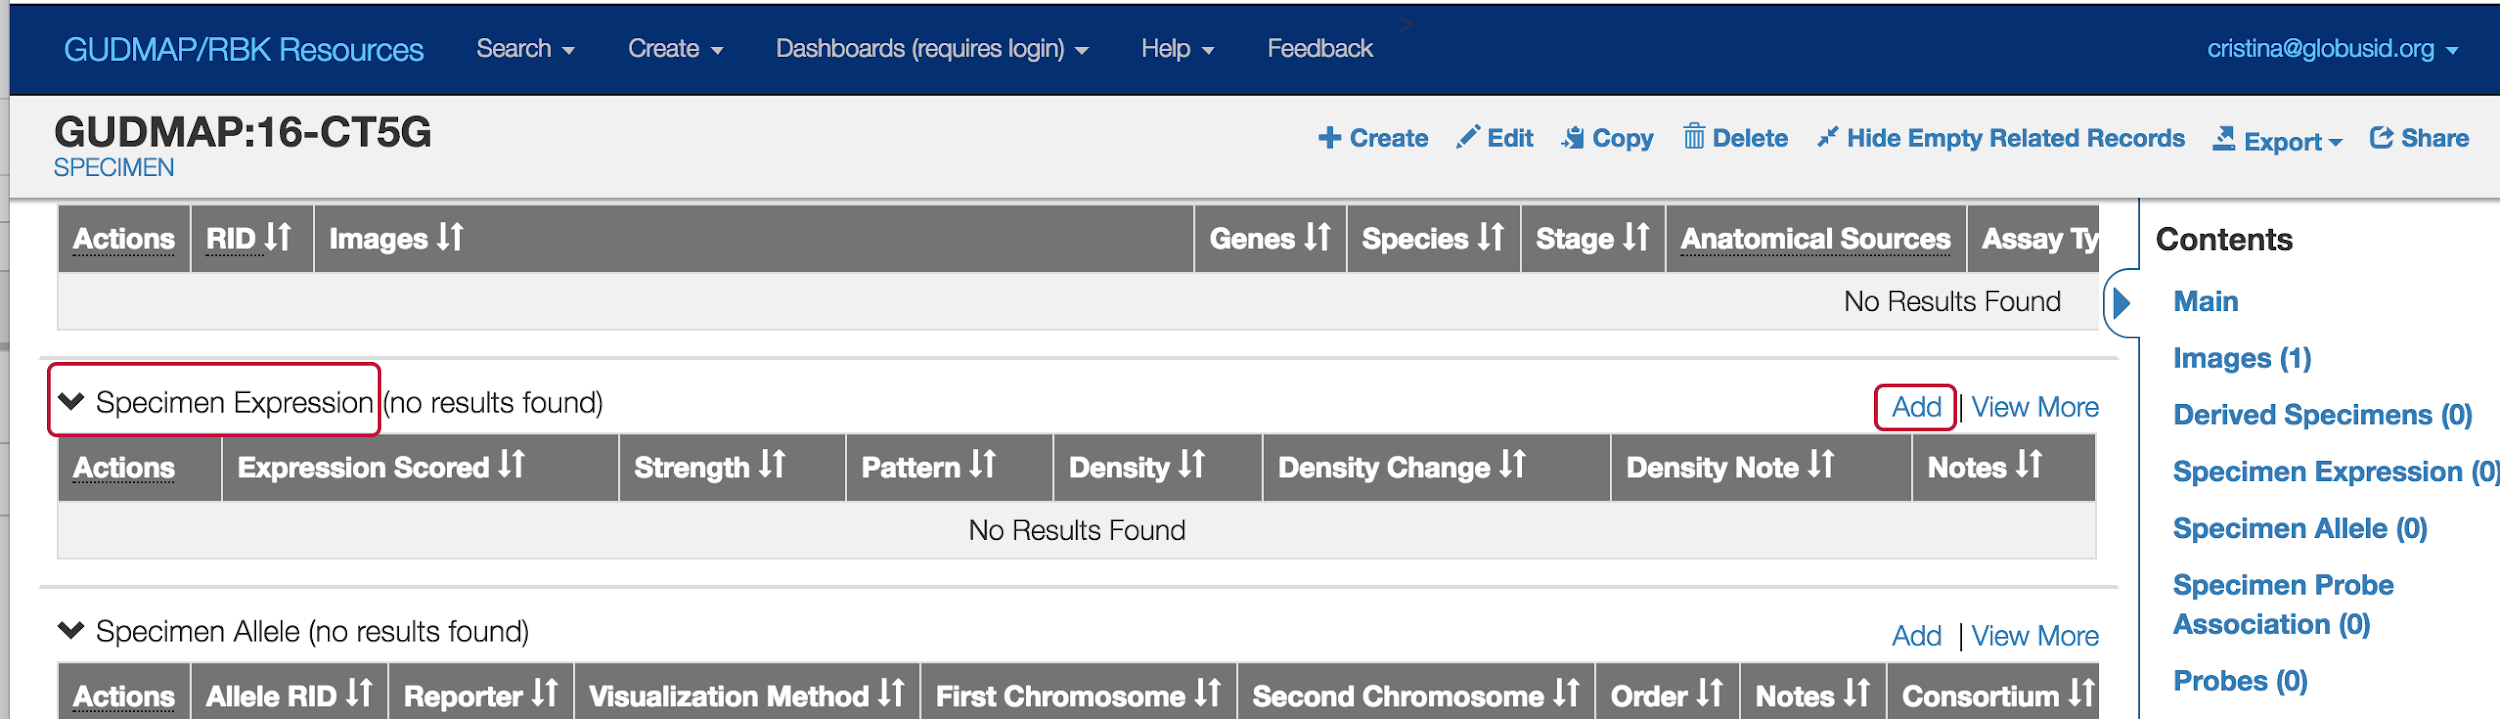 GUDMAP/RBK Resources Search Create Dashboards (requires login) Help Feedback > cristina@globusid.org
GUDMAP:16-CT5G
SPECIMEN
Create Edit Copy Delete Hide Empty Related Records Export Share
Actions RID Images Genes Species Stage Anatomical Sources Assay Ty
No Results Found
Specimen Expression (no results found) Add | View More
Actions Expression Scored Strength Pattern Density Density Change Density Note Notes
No Results Found
Specimen Allele (no results found) Add | View More
Actions Allele RID Reporter Visualization Method First Chromosome Second Chromosome Order Notes Consortium
Contents
Main
Images (1)
Derived Specimens (0)
Specimen Expression (0)
Specimen Allele (0)
Specimen Probe
Association (0)
Probes (0)